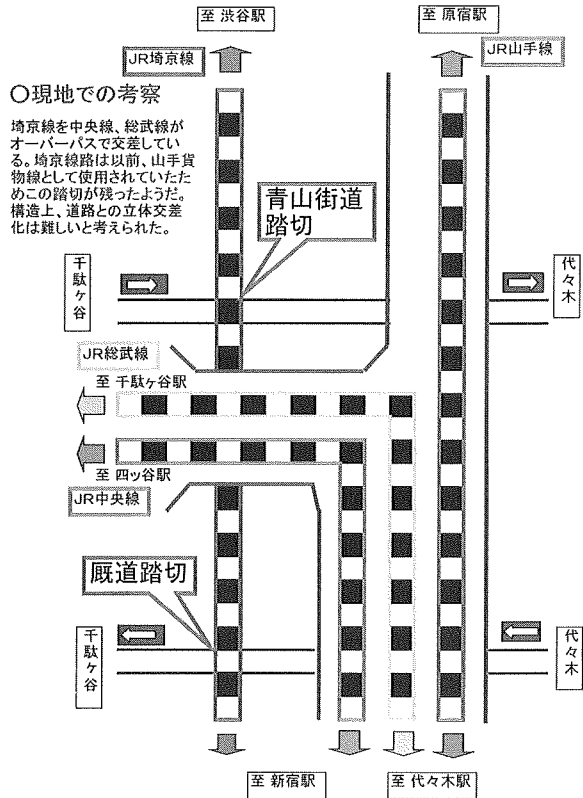 至 渋谷駅
至 原宿駅
JR埼京線
JR山手線
〇現地での考察
埼京線を中央線、総武線が
オーバーパスで交差してい
る。埼京線路は以前、山手貨
物線として使用されていたた
めこの踏切が残ったようだ。
構造上、道路との立体交差
化は難しいと考えられた。
青山街道
踏切
千駄ヶ谷
代々木
JR総武線
至 千駄ヶ谷駅
至 四ッ谷駅
JR中央線
厩道踏切
千駄ヶ谷
代々木
至 新宿駅
至 代々木駅